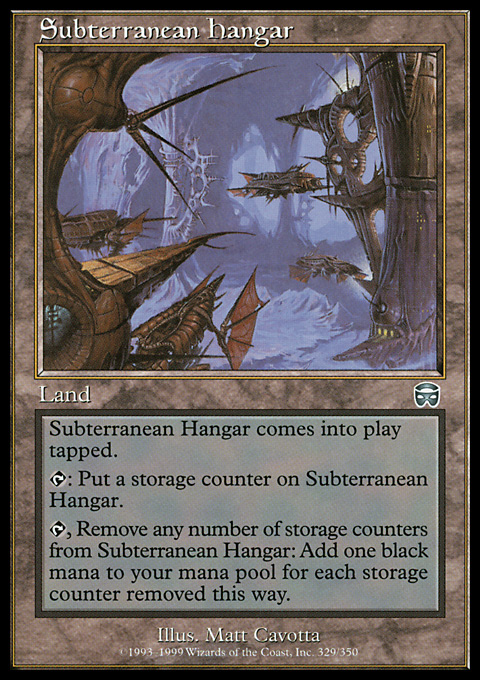 Subterranean Hangar
Land
Subterranean Hangar comes into play
tapped.
: Put a storage counter on Subterranean
Hangar.
, Remove any number of storage counters
from Subterranean Hangar: Add one black
mana to your mana pool for each storage
counter removed this way.
Illus. Matt Cavotta
©1993-1999 Wizards of the Coast, Inc. 329/350